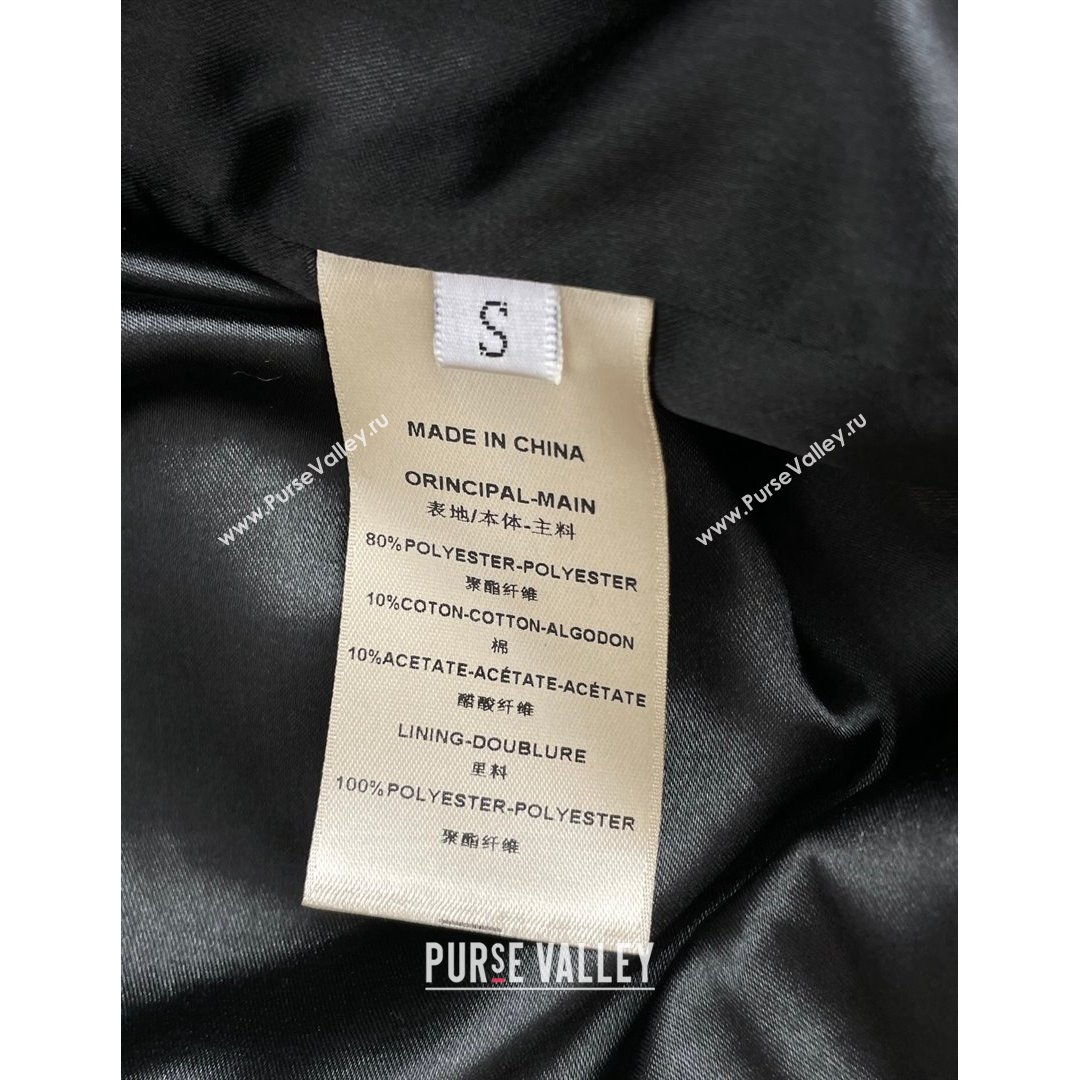 S
MADE IN CHINA
ORINCIPAL-MAIN
表地/本体-主料
80%POLYESTER-POLYESTER
聚酯纤维
10%COTON-COTTON-ALGODON
棉
10%ACETATE-ACÉTATE-ACÉTATE
醋酸纤维
LINING-DOUBLURE
里料
100%POLYESTER-POLYESTER
聚酯纤维
www.PurseValley.ru
www.PurseValley.ru
PURSE VALLEY